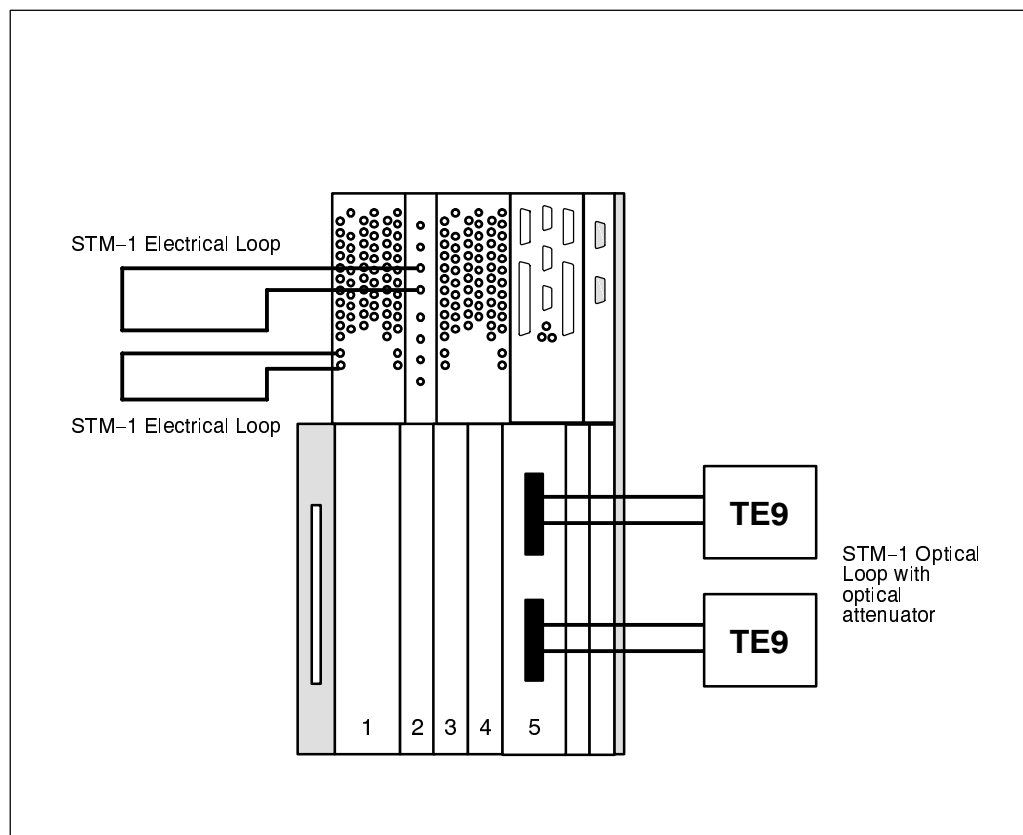 STM−1 Electrical Loop
STM−1 Electrical Loop
TE9
STM−1 Optical
Loop with
optical
attenuator
TE9
1 2 3 4 5